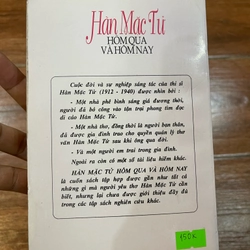 Hàn Mặc Tử
HÔM QUA
VÀ HÔM NAY
Cuộc đời và sự nghiệp sáng tác của thi sĩ
Hàn Mặc Tử (1912 - 1940) được nhìn bởi :
- Một nhà phê bình sáng giá đương thời,
người đã bỏ công vào tận trại phong tìm đọc
di cảo Hàn Mặc Tử.
- Một nhà thơ, đồng thời là người bạn thân,
đã được gia đình trao cho quyền quản lý thơ
văn Hàn Mặc Tử sau khi ông qua đời.
- Và một người em trai trong gia đình.
Ngoài ra còn có một số tài liệu hiếm khác.
HÀN MẶC TỬ HÔM QUA VÀ HÔM NAY
là cuốn sách tập hợp được gần như tất cả
những gì mà người yêu thơ Hàn Mặc Tử cần
biết, nhưng lại chưa được giới thiệu đầy đủ
trong các tập sách nghiên cứu khác.
150k